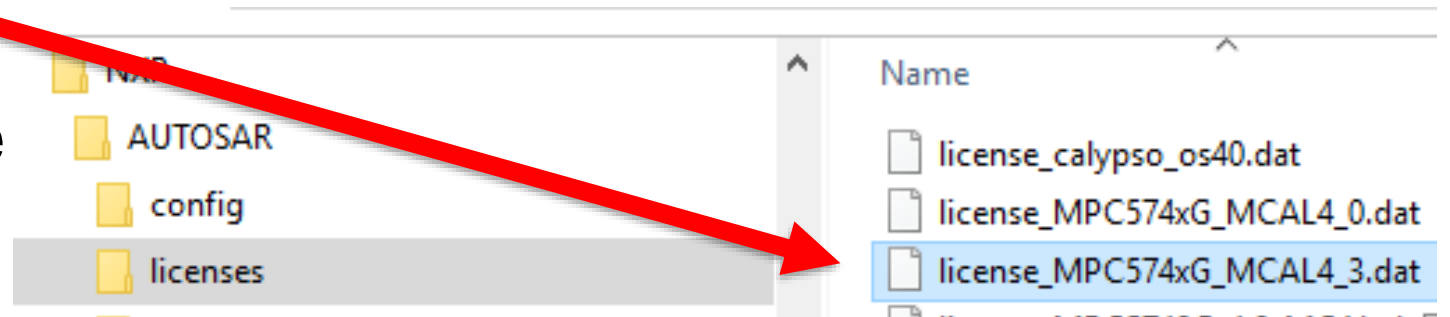 Name
AUTOSAR
e
license_calypso_os40.dat
config
license_MPC574xG_MCAL4_0.dat
licenses
license_MPC574xG_MCAL4_3.dat